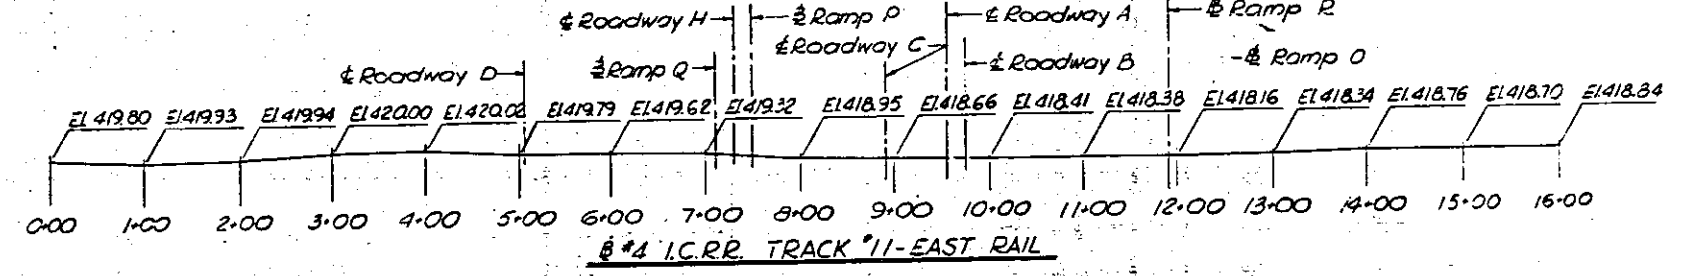 ℄ Roadway H
℄ Ramp P
℄ Roadway A
℄ Ramp R
℄ Roadway C
℄ Roadway D
℄ Ramp Q
℄ Roadway B
-℄ Ramp O
El. 419.80 El 419.93 El 419.94 El 420.00 El. 420.02 El 419.79 El 419.62 El 419.32 El 418.95 El 418.66 El 418.41 El 418.38 El 418.16 El 418.34 El. 418.76 El 418.70 El 418.84
0+00 1+00 2+00 3+00 4+00 5+00 6+00 7+00 8+00 9+00 10+00 11+00 12+00 13+00 14+00 15+00 16+00
℄ #4 I.C.R.R. TRACK #11-EAST RAIL